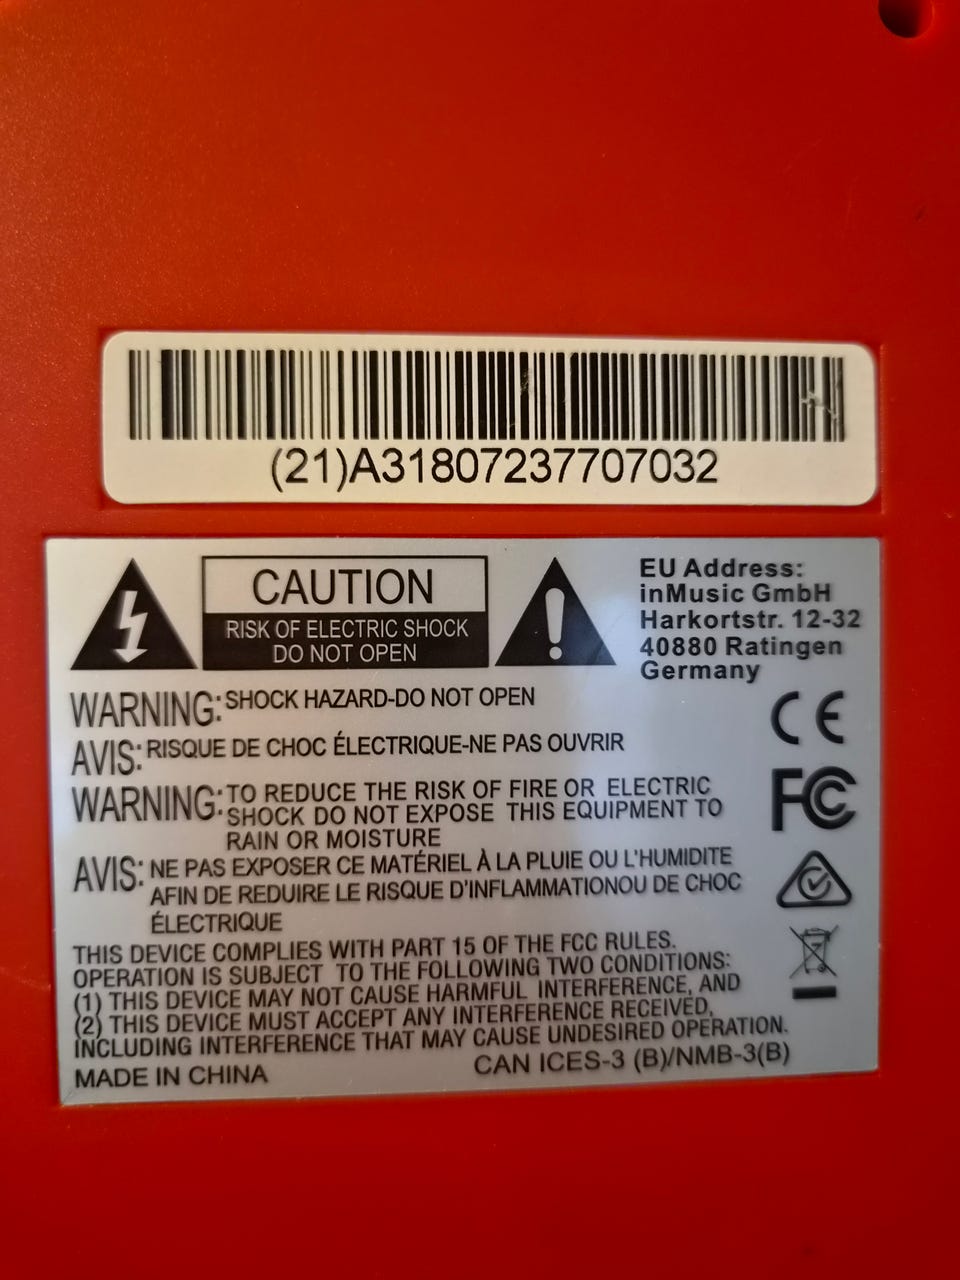 (21)A31807237707032
CAUTION
RISK OF ELECTRIC SHOCK
DO NOT OPEN
EU Address:
inMusic GmbH
Harkortstr. 12-32
40880 Ratingen
Germany
WARNING: SHOCK HAZARD-DO NOT OPEN
AVIS: RISQUE DE CHOC ÉLECTRIQUE-NE PAS OUVRIR
WARNING: TO REDUCE THE RISK OF FIRE OR ELECTRIC
SHOCK DO NOT EXPOSE THIS EQUIPMENT TO
RAIN OR MOISTURE
AVIS: NE PAS EXPOSER CE MATÉRIEL À LA PLUIE OU L'HUMIDITE
AFIN DE REDUIRE LE RISQUE D'INFLAMMATIONOU DE CHOC
ÉLECTRIQUE
CE
FC
THIS DEVICE COMPLIES WITH PART 15 OF THE FCC RULES.
OPERATION IS SUBJECT TO THE FOLLOWING TWO CONDITIONS:
(1) THIS DEVICE MAY NOT CAUSE HARMFUL INTERFERENCE, AND
(2) THIS DEVICE MUST ACCEPT ANY INTERFERENCE RECEIVED,
INCLUDING INTERFERENCE THAT MAY CAUSE UNDESIRED OPERATION.
MADE IN CHINA
CAN ICES-3 (B)/NMB-3(B)